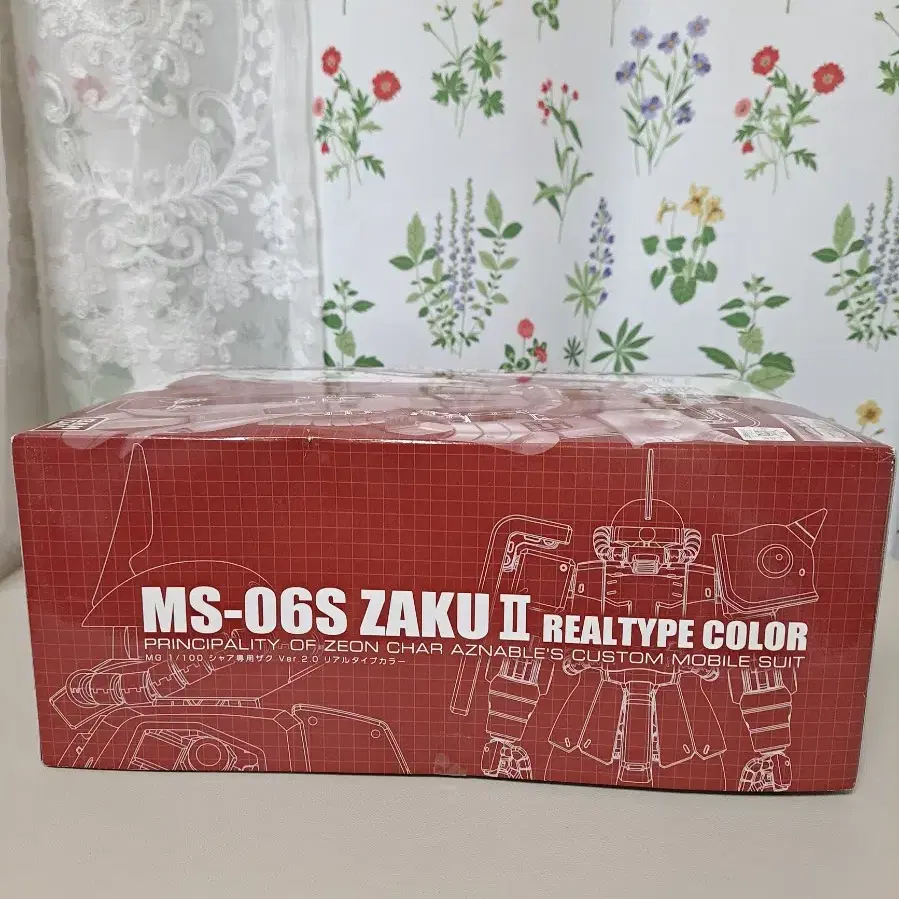 MS-06S ZAKU II REALTYPE COLOR
PRINCIPALITY OF ZEON CHAR AZNABLE'S CUSTOM MOBILE SUIT
MG 1/100 シャア専用ザク Ver.2.0 リアルタイプカラー